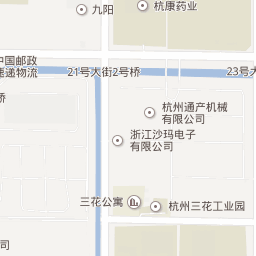 九阳
杭康药业
中国邮政
速递物流
21号大街2号桥
23号大
桥
杭州通产机械
有限公司
浙江沙玛电子
有限公司
三花公寓
杭州三花工业园
司